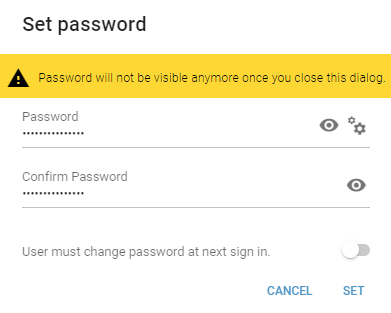 Set password
Password will not be visible anymore once you close this dialog.
Password
•••••••••••••••
Confirm Password
•••••••••••••••
User must change password at next sign in.
CANCEL SET